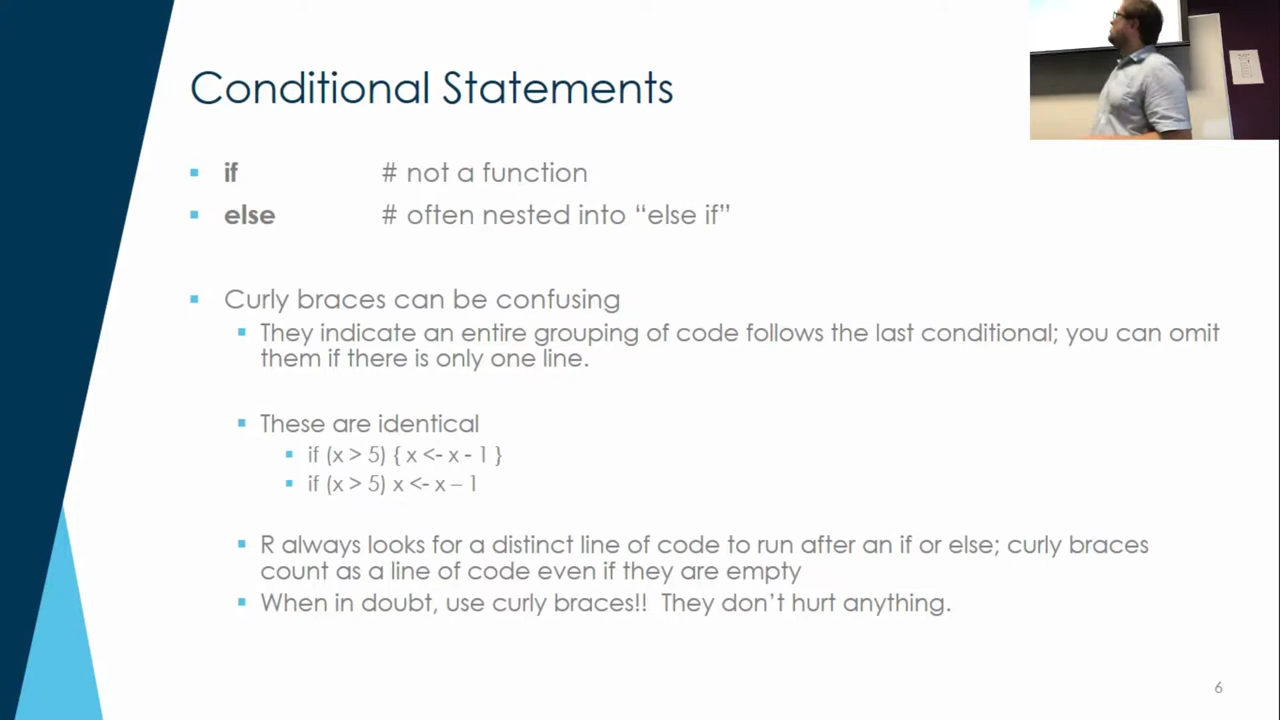 Conditional Statements
if # not a function
else # often nested into “else if”
Curly braces can be confusing
They indicate an entire grouping of code follows the last conditional; you can omit
them if there is only one line.
These are identical
if (x > 5) { x <- x - 1 }
if (x > 5) x <- x – 1
R always looks for a distinct line of code to run after an if or else; curly braces
count as a line of code even if they are empty
When in doubt, use curly braces!! They don’t hurt anything.
6